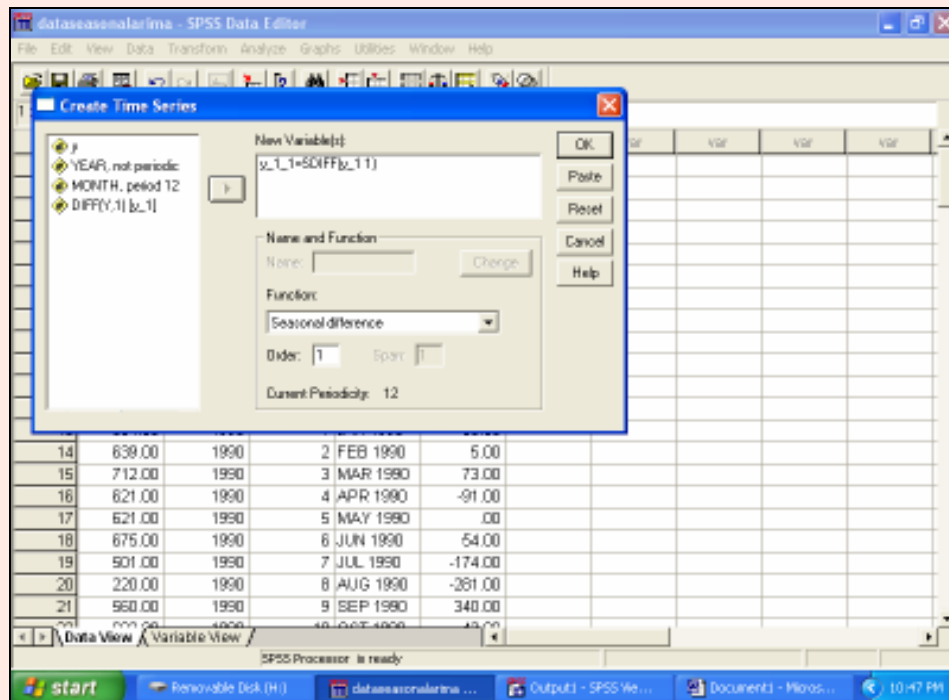 dataseasonalarima - SPSS Data Editor
File Edit View Data Transform Analyze Graphs Utilities Window Help
Create Time Series
y
YEAR, not periodic
MONTH, period 12
DIFF(Y,1) [y_1]
New Variable(s):
y_1_1=SDIFF(y_1 1)
OK
Paste
Reset
Cancel
Help
Name and Function
Name:
Change
Function:
Seasonal difference
Order: 1 Span: 1
Current Periodicity: 12
var var var
14 639.00 1990 2 FEB 1990 5.00
15 712.00 1990 3 MAR 1990 73.00
16 621.00 1990 4 APR 1990 -91.00
17 621.00 1990 5 MAY 1990 .00
18 675.00 1990 6 JUN 1990 54.00
19 501.00 1990 7 JUL 1990 -174.00
20 220.00 1990 8 AUG 1990 -281.00
21 560.00 1990 9 SEP 1990 340.00
Data View Variable View
SPSS Processor is ready
start Removable Disk (H:) dataseasonalarima ... Output1 - SPSS Vie... Document1 - Micros... 10:47 PM